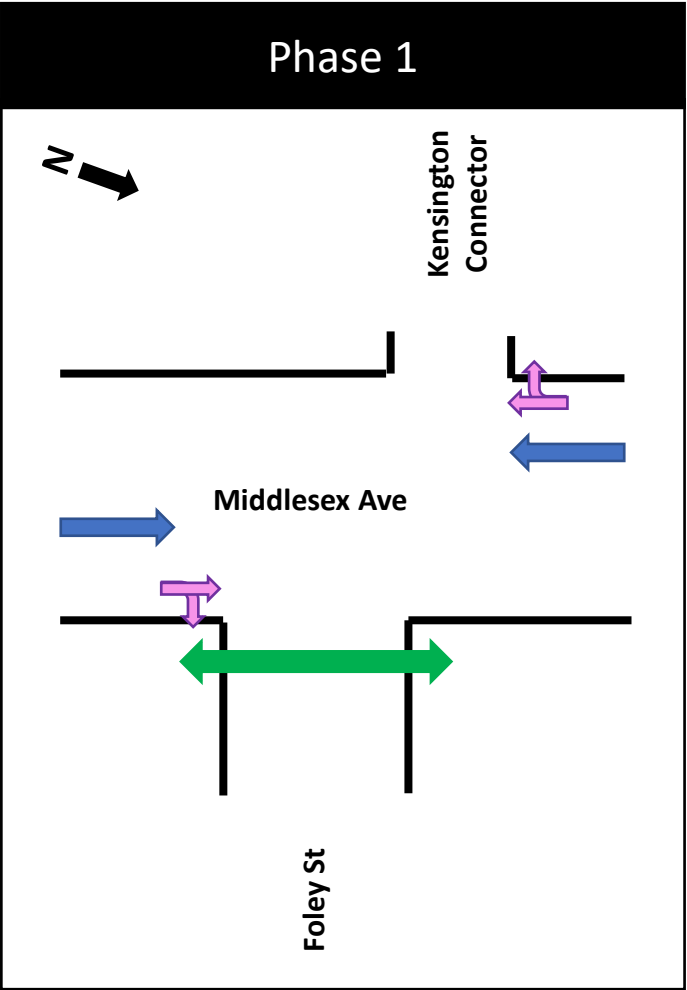 Phase 1
N
Kensington
Connector
Middlesex Ave
Foley St